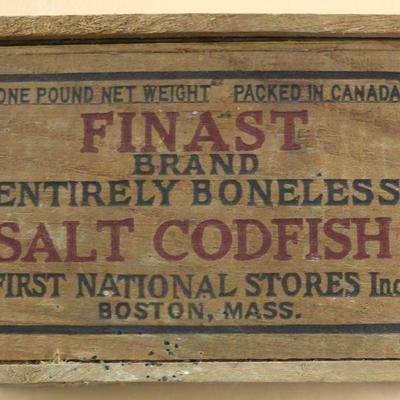 ONE POUND NET WEIGHT PACKED IN CANADA
FINAST
BRAND
ENTIRELY BONELESS
SALT CODFISH
FIRST NATIONAL STORES Inc
BOSTON, MASS.